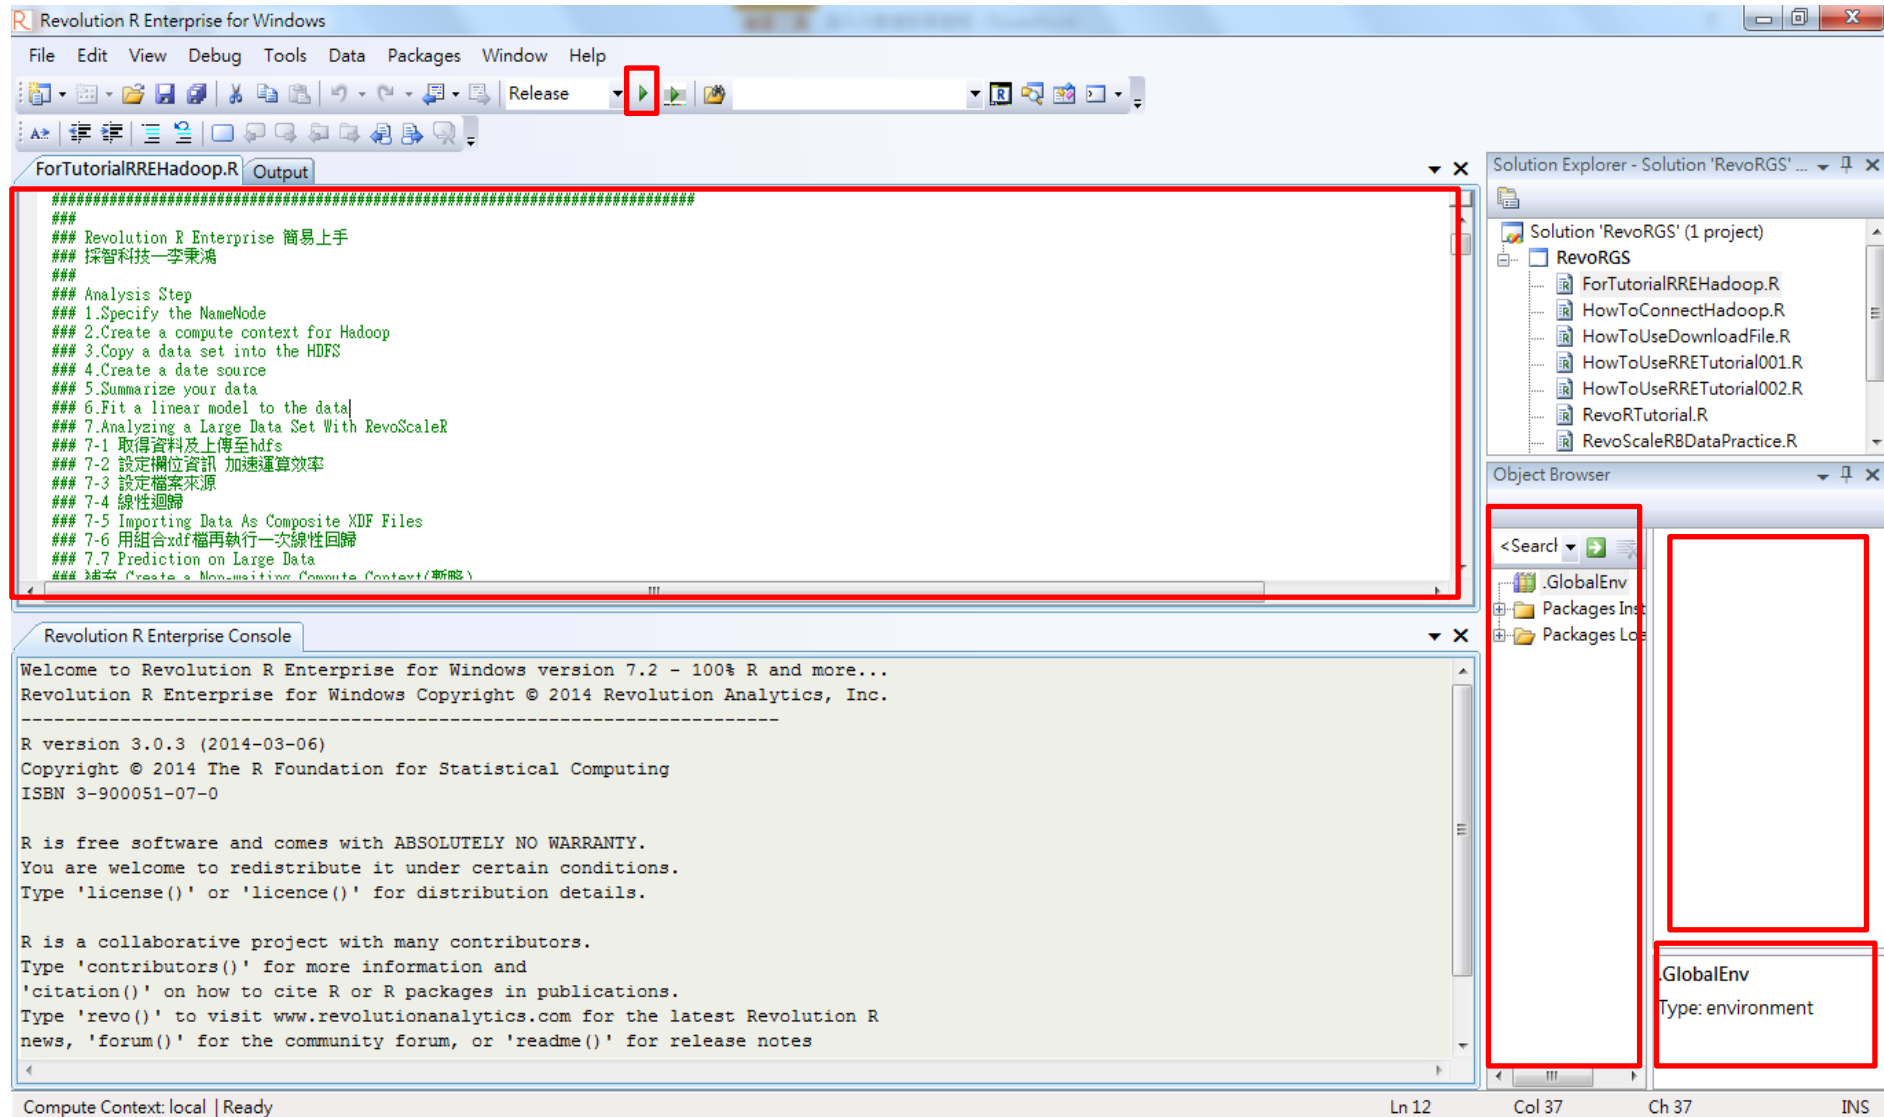 Revolution R Enterprise for Windows
File Edit View Debug Tools Data Packages Window Help
Release
ForTutorialRREHadoop.R Output
##############################################################################
###
### Revolution R Enterprise 簡易上手
### 採智科技—李秉鴻
###
### Analysis Step
### 1.Specify the NameNode
### 2.Create a compute context for Hadoop
### 3.Copy a data set into the HDFS
### 4.Create a date source
### 5.Summarize your data
### 6.Fit a linear model to the data
### 7.Analyzing a Large Data Set With RevoScaleR
### 7-1 取得資料及上傳至hdfs
### 7-2 設定欄位資訊 加速運算效率
### 7-3 設定檔案來源
### 7-4 線性迴歸
### 7-5 Importing Data As Composite XDF Files
### 7-6 用組合xdf檔再執行一次線性回歸
### 7.7 Prediction on Large Data
### 補充 Create a Non-waiting Compute Context(暫略)
Revolution R Enterprise Console
Welcome to Revolution R Enterprise for Windows version 7.2 - 100% R and more...
Revolution R Enterprise for Windows Copyright © 2014 Revolution Analytics, Inc.
---------------------------------------------------------------------
R version 3.0.3 (2014-03-06)
Copyright © 2014 The R Foundation for Statistical Computing
ISBN 3-900051-07-0
R is free software and comes with ABSOLUTELY NO WARRANTY.
You are welcome to redistribute it under certain conditions.
Type 'license()' or 'licence()' for distribution details.
R is a collaborative project with many contributors.
Type 'contributors()' for more information and
'citation()' on how to cite R or R packages in publications.
Type 'revo()' to visit www.revolutionanalytics.com for the latest Revolution R
news, 'forum()' for the community forum, or 'readme()' for release notes
Solution Explorer - Solution 'RevoRGS' ...
Solution 'RevoRGS' (1 project)
RevoRGS
ForTutorialRREHadoop.R
HowToConnectHadoop.R
HowToUseDownloadFile.R
HowToUseRRETutorial001.R
HowToUseRRETutorial002.R
RevoRTutorial.R
RevoScaleRBDataPractice.R
Object Browser
<Search
.GlobalEnv
Packages Inst
Packages Loa
.GlobalEnv
Type: environment
Compute Context: local | Ready Ln 12 Col 37 Ch 37 INS